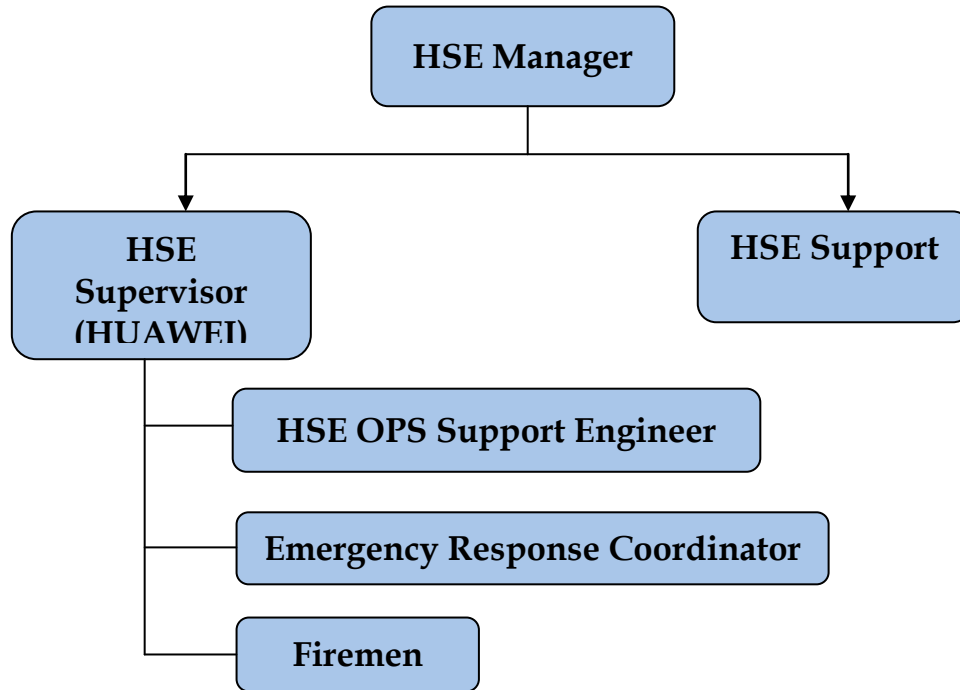 HSE Manager
HSE
Supervisor
(HUAWEI)
HSE Support
HSE OPS Support Engineer
Emergency Response Coordinator
Firemen